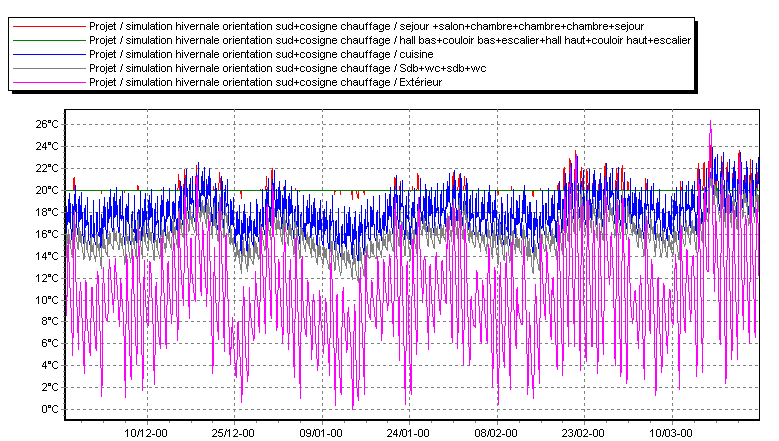 Projet / simulation hivernale orientation sud+cosigne chauffage / sejour +salon+chambre+chambre+chambre+sejour
Projet / simulation hivernale orientation sud+cosigne chauffage / hall bas+couloir bas+escalier+hall haut+couloir haut+escalier
Projet / simulation hivernale orientation sud+cosigne chauffage / cuisine
Projet / simulation hivernale orientation sud+cosigne chauffage / Sdb+wc+sdb+wc
Projet / simulation hivernale orientation sud+cosigne chauffage / Extérieur
26°C
24°C
22°C
20°C
18°C
16°C
14°C
12°C
10°C
8°C
6°C
4°C
2°C
0°C
10/12-00 25/12-00 09/01-00 24/01-00 08/02-00 23/02-00 10/03-00